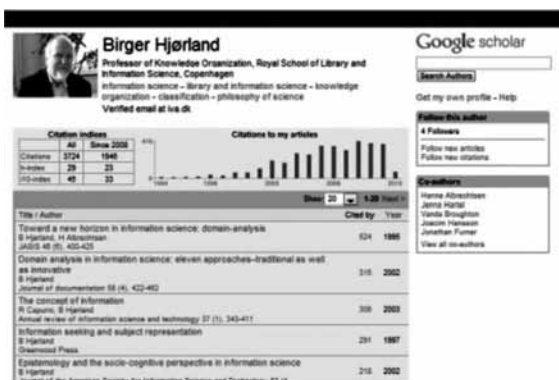 Birger Hjørland
Professor of Knowledge Organization, Royal School of Library and
Information Science, Copenhagen
information science - library and information science - knowledge
organization - classification - philosophy of science
Verified email at iva.dk
Google scholar
Search Authors
Get my own profile - Help
Citation indices
All Since 2008
Citations 3724 1946
h-index 29 23
i10-index 45 33
Citations to my articles
Follow this author
4 Followers
Follow new articles
Follow new citations
Co-authors
Hanne Albrechtsen
Jenna Hartel
Vanda Broughton
Joacim Hansson
Jonathan Furner
View all co-authors
Show: 20 1-20 Next >
Title / Author Cited by Year
Toward a new horizon in information science: domain-analysis
B Hjørland, H Albrechtsen
JASIS 46 (6), 400-425
624 1995
Domain analysis in information science: eleven approaches–traditional as well
as innovative
B Hjørland
Journal of documentation 58 (4), 422-462
315 2002
The concept of information
R Capurro, B Hjørland
Annual review of information science and technology 37 (1), 343-411
308 2003
Information seeking and subject representation
B Hjørland
Greenwood Press
291 1997
Epistemology and the socio-cognitive perspective in information science
B Hjørland
218 2002